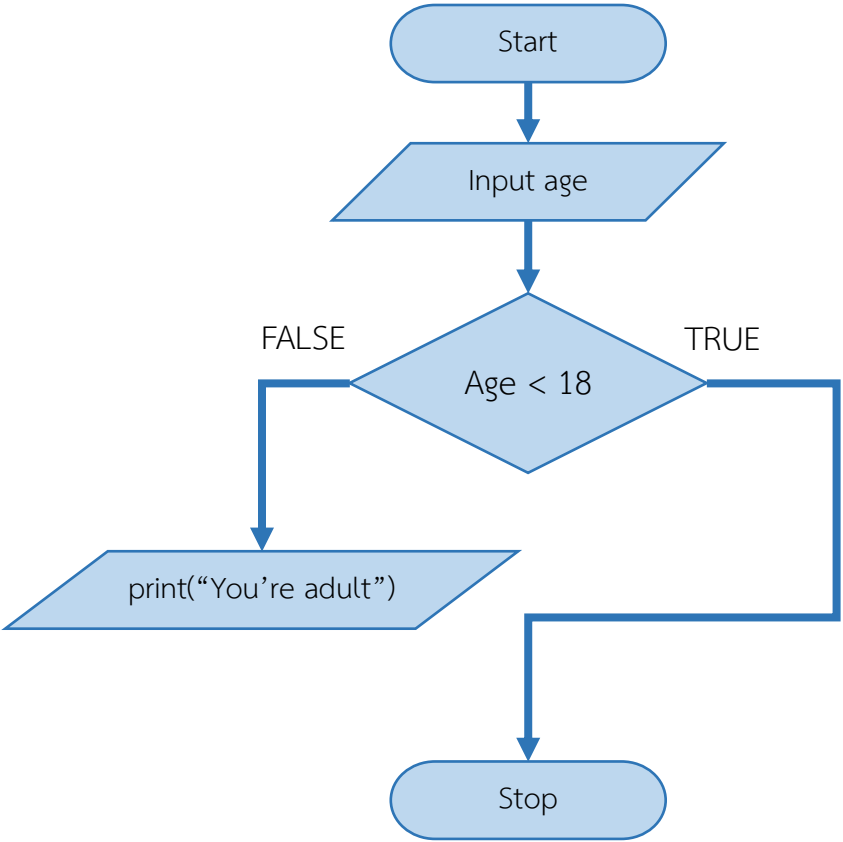 Start
Input age
FALSE
TRUE
Age < 18
print(“You’re adult”)
Stop